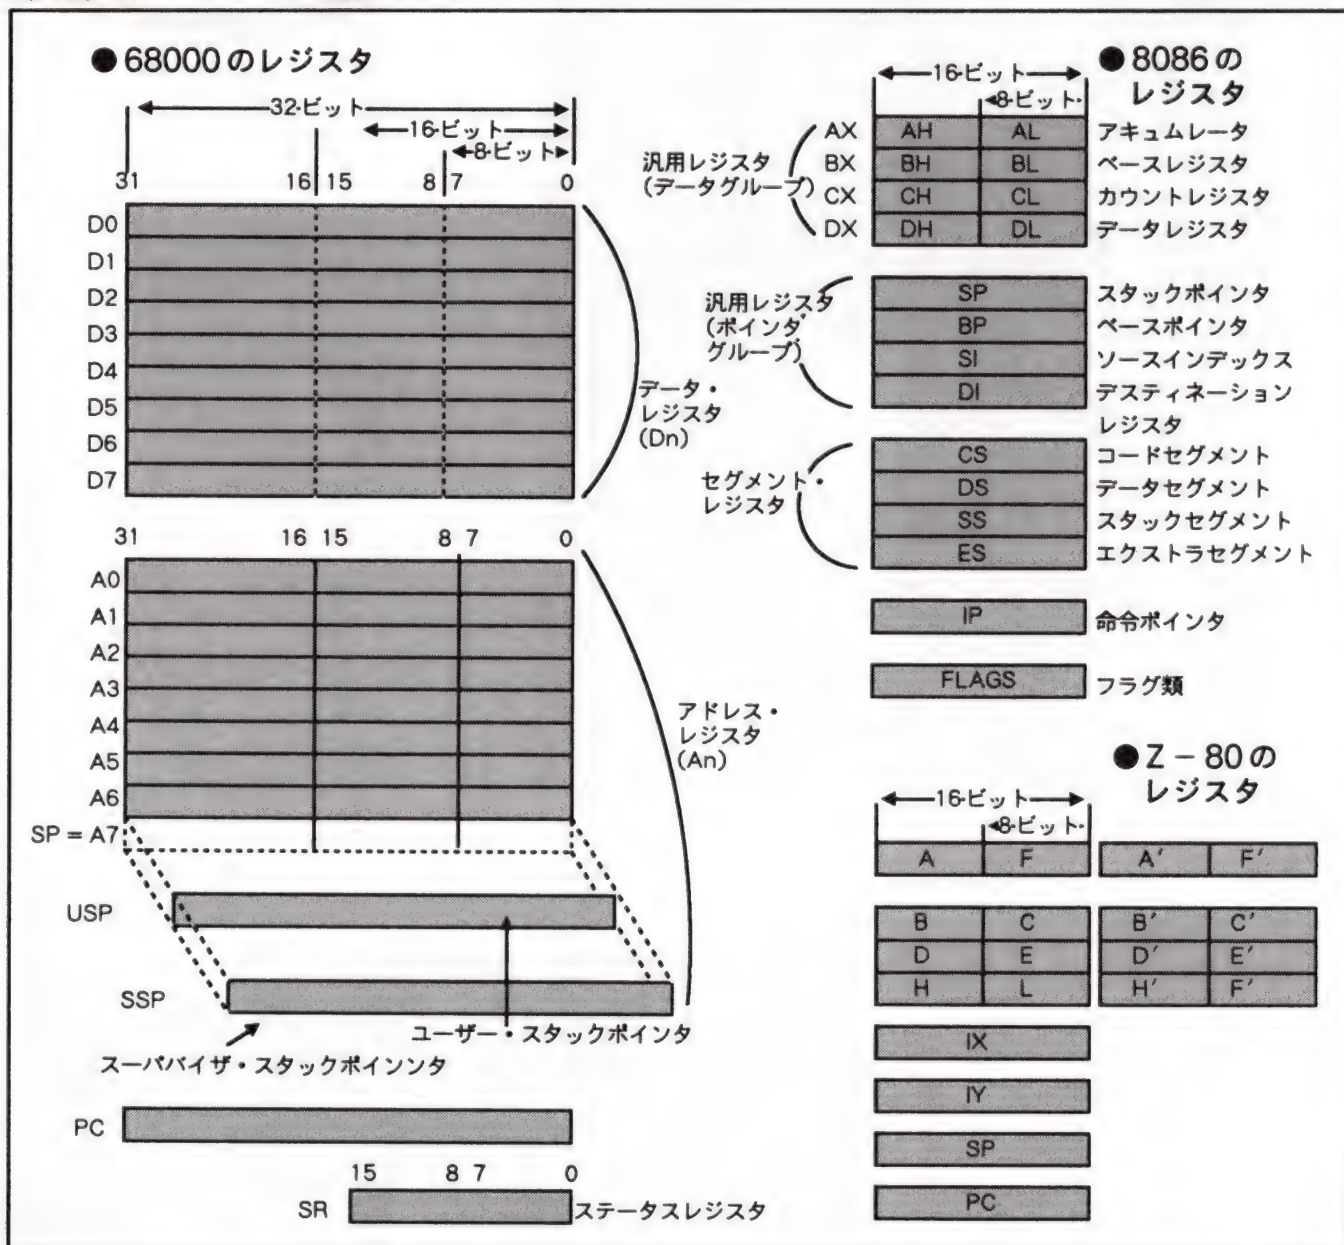 ●68000のレジスタ
32ビット
16ビット
8ビット
31 16 15 8 7 0
D0
D1
D2
D3
D4
D5
D6
D7
データ・
レジスタ
(Dn)
31 16 15 8 7 0
A0
A1
A2
A3
A4
A5
A6
SP = A7
アドレス・
レジスタ
(An)
USP
SSP
ユーザー・スタックポインタ
スーパバイザ・スタックポインンタ
PC
15 8 7 0
SR ステータスレジスタ
●8086の
レジスタ
16ビット
8ビット
汎用レジスタ
(データグループ)
AX AH AL アキュムレータ
BX BH BL ベースレジスタ
CX CH CL カウントレジスタ
DX DH DL データレジスタ
汎用レジスタ
(ポインタ
グループ)
SP スタックポインタ
BP ベースポインタ
SI ソースインデックス
DI デスティネーション
レジスタ
セグメント・
レジスタ
CS コードセグメント
DS データセグメント
SS スタックセグメント
ES エクストラセグメント
IP 命令ポインタ
FLAGS フラグ類
●Z−80の
レジスタ
16ビット
8ビット
A F A′ F′
B C B′ C′
D E D′ E′
H L H′ F′
IX
IY
SP
PC